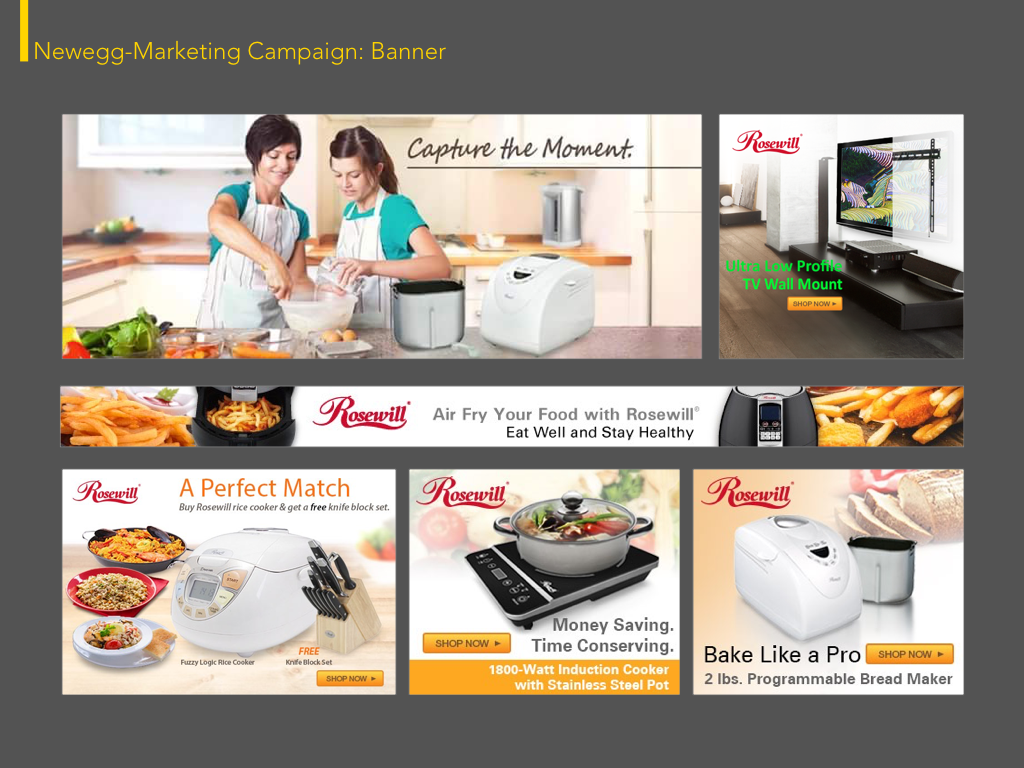 Newegg-Marketing Campaign: Banner
Capture the Moment.
Rosewill®
Ultra Low Profile
TV Wall Mount
SHOP NOW
Rosewill®
Air Fry Your Food with Rosewill®
Eat Well and Stay Healthy
Rosewill®
A Perfect Match
Buy Rosewill rice cooker & get a free knife block set.
Fuzzy Logic Rice Cooker
FREE
Knife Block Set
SHOP NOW
Rosewill®
Money Saving.
Time Conserving.
SHOP NOW
1800-Watt Induction Cooker
with Stainless Steel Pot
Rosewill®
Bake Like a Pro
SHOP NOW
2 lbs. Programmable Bread Maker